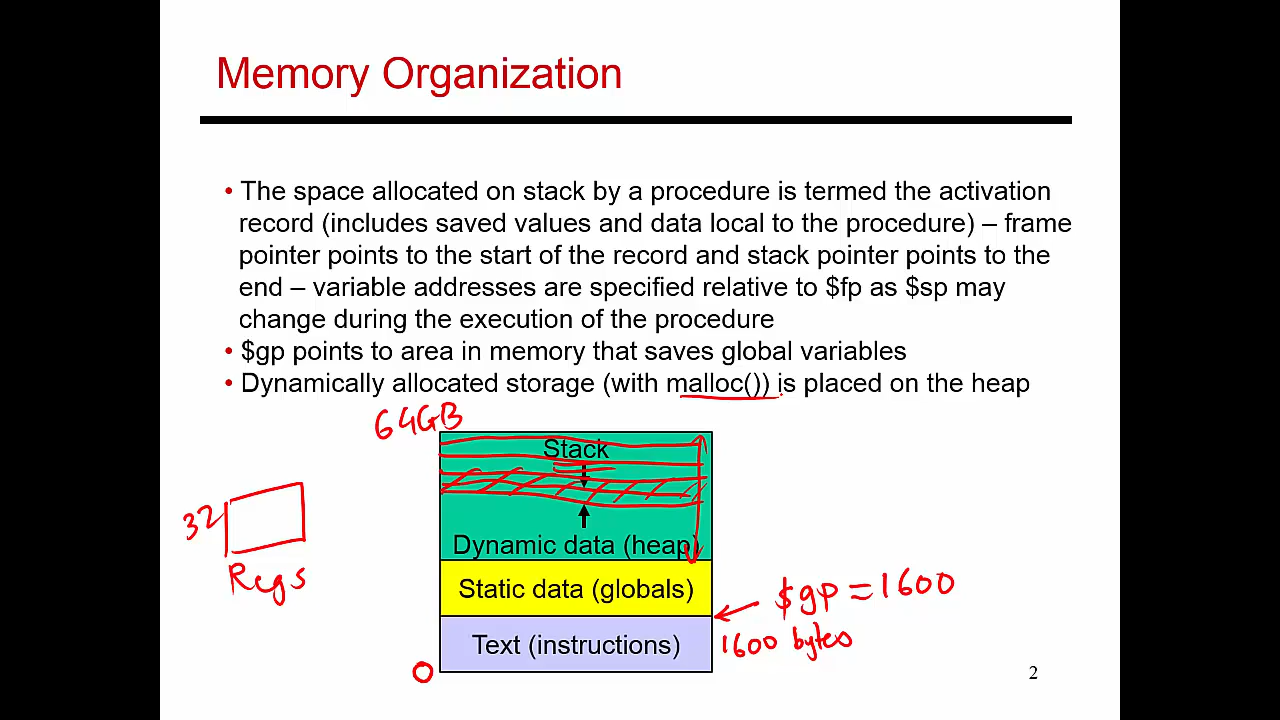 Memory Organization
• The space allocated on stack by a procedure is termed the activation
record (includes saved values and data local to the procedure) – frame
pointer points to the start of the record and stack pointer points to the
end – variable addresses are specified relative to $fp as $sp may
change during the execution of the procedure
• $gp points to area in memory that saves global variables
• Dynamically allocated storage (with malloc()) is placed on the heap
64GB
Stack
32
Regs
Dynamic data (heap)
Static data (globals)
$gp = 1600
Text (instructions)
1600 bytes
0
2